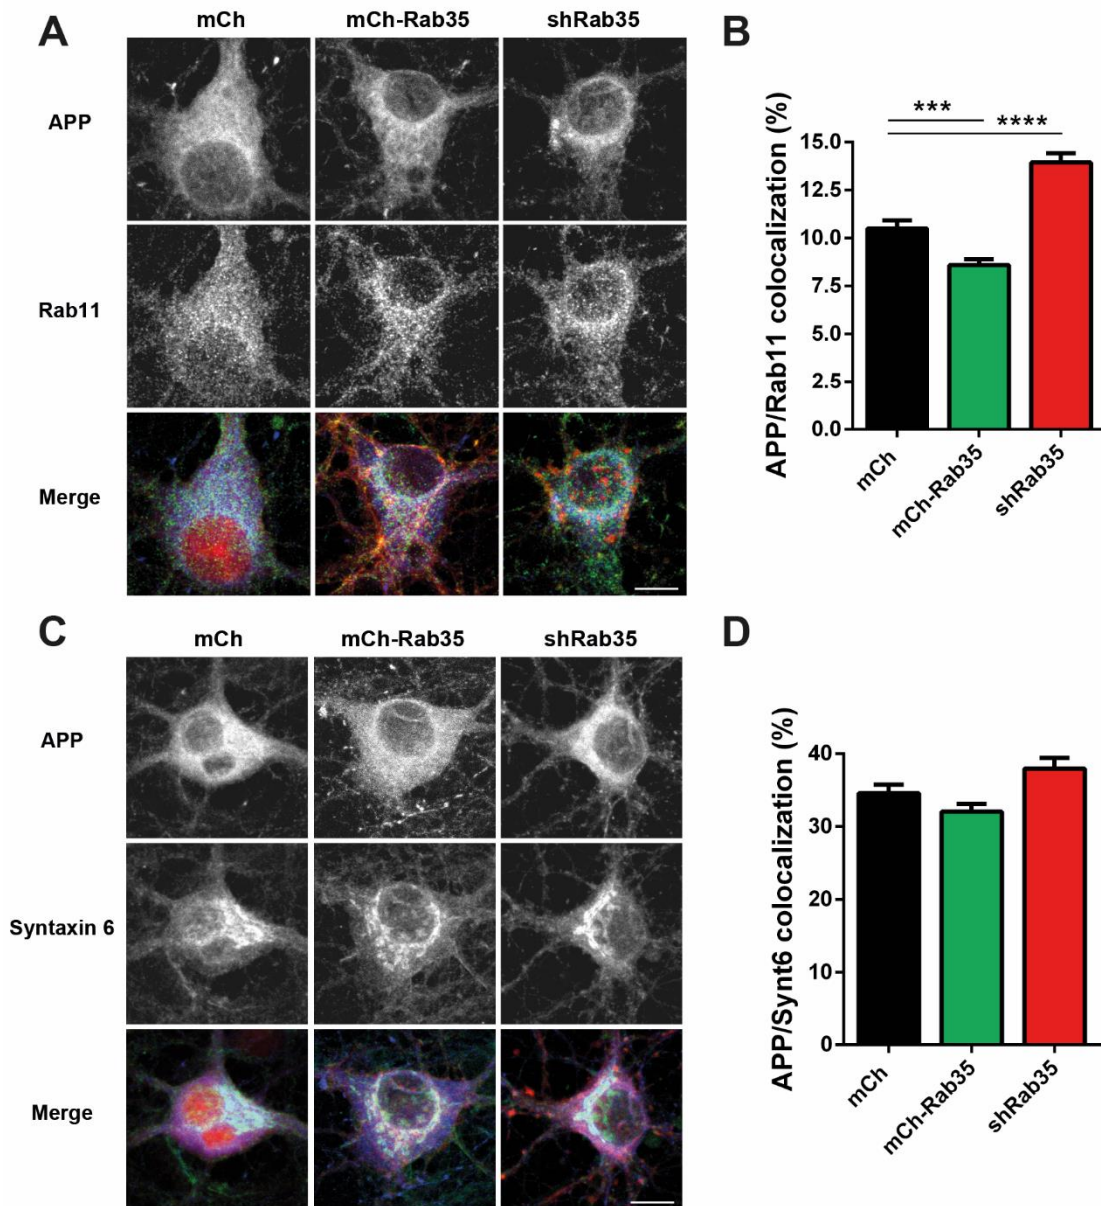 A
mCh
mCh-Rab35
shRab35
APP
Rab11
Merge
B
APP/Rab11 colocalization (%)
***
****
15.0
12.5
10.0
7.5
5.0
2.5
0.0
mCh
mCh-Rab35
shRab35
C
mCh
mCh-Rab35
shRab35
APP
Syntaxin 6
Merge
D
APP/Synt6 colocalization (%)
40
30
20
10
0
mCh
mCh-Rab35
shRab35